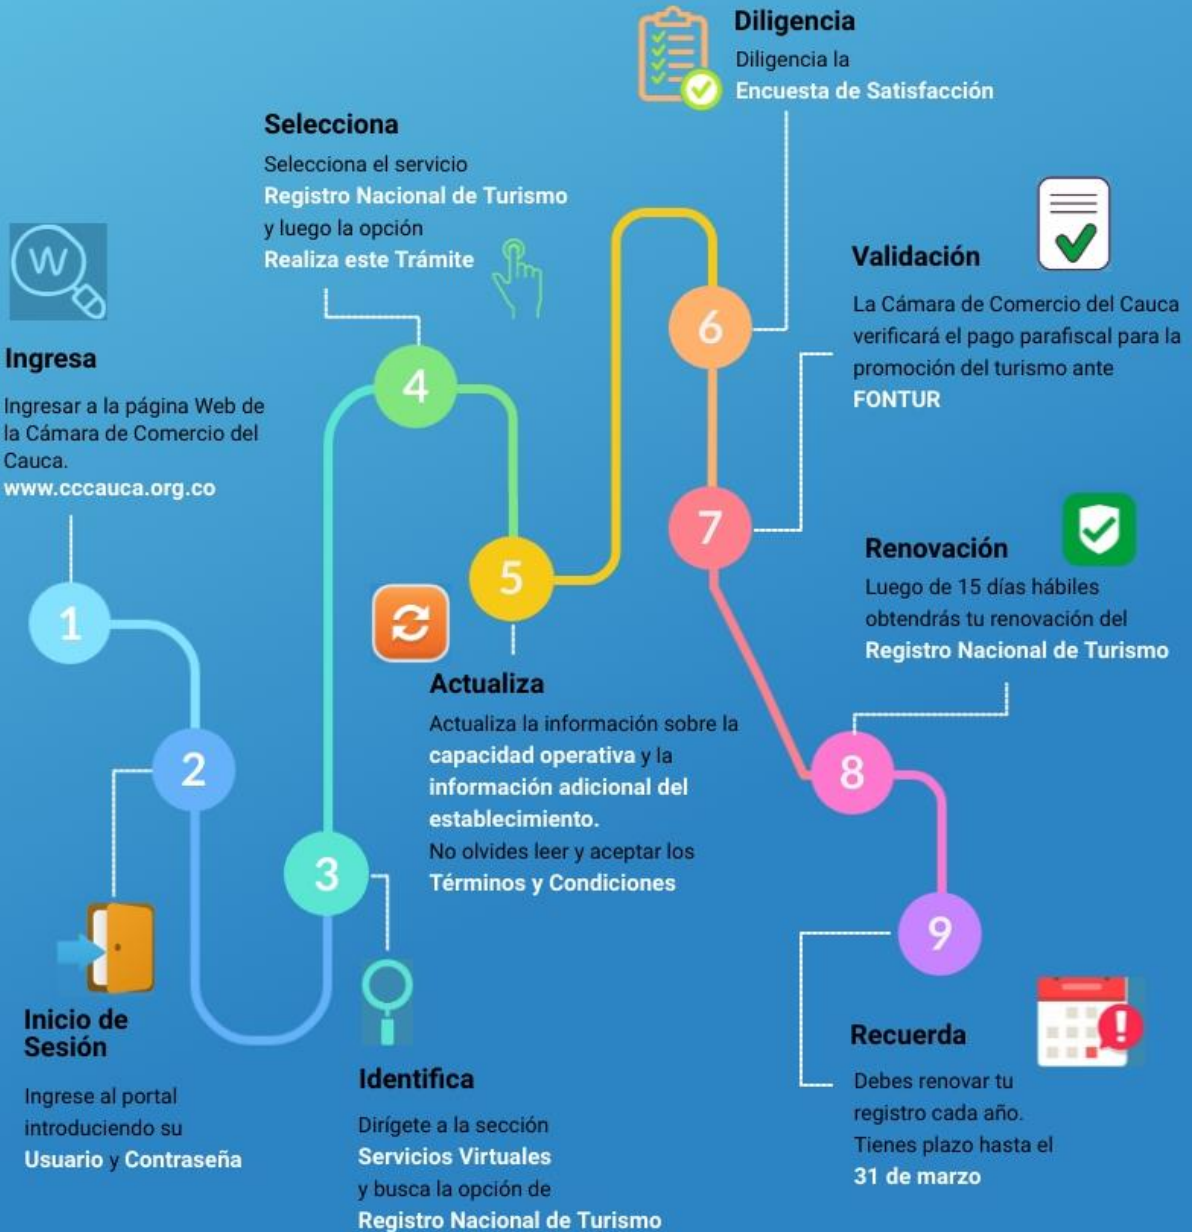 W
Ingresa
Ingresar a la página Web de
la Cámara de Comercio del
Cauca.
www.cccauca.org.co
1
2
Inicio de
Sesión
Ingrese al portal
introduciendo su
Usuario y Contraseña
3
Identifica
Dirígete a la sección
Servicios Virtuales
y busca la opción de
Registro Nacional de Turismo
Selecciona
Selecciona el servicio
Registro Nacional de Turismo
y luego la opción
Realiza este Trámite
4
5
Actualiza
Actualiza la información sobre la
capacidad operativa y la
información adicional del
establecimiento.
No olvides leer y aceptar los
Términos y Condiciones
Diligencia
Diligencia la
Encuesta de Satisfacción
6
Validación
La Cámara de Comercio del Cauca
verificará el pago parafiscal para la
promoción del turismo ante
FONTUR
7
Renovación
Luego de 15 días hábiles
obtendrás tu renovación del
Registro Nacional de Turismo
8
9
Recuerda
Debes renovar tu
registro cada año.
Tienes plazo hasta el
31 de marzo